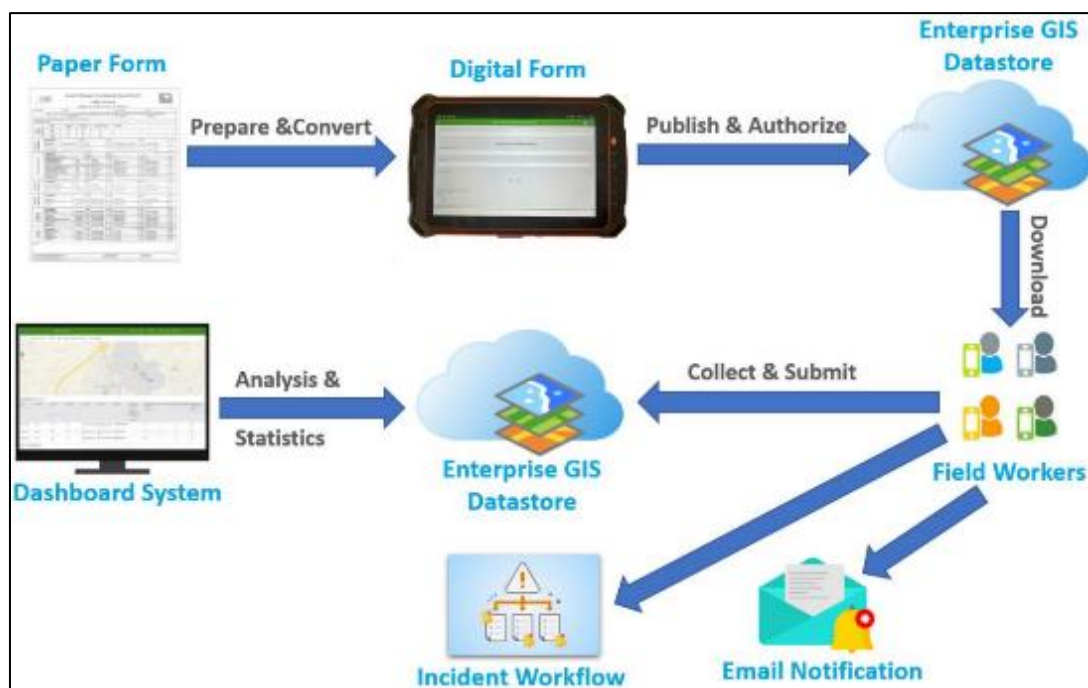 Paper Form
Prepare &Convert
Digital Form
Publish & Authorize
Enterprise GIS
Datastore
Download
Dashboard System
Analysis &
Statistics
Enterprise GIS
Datastore
Collect & Submit
Field Workers
Incident Workflow
Email Notification